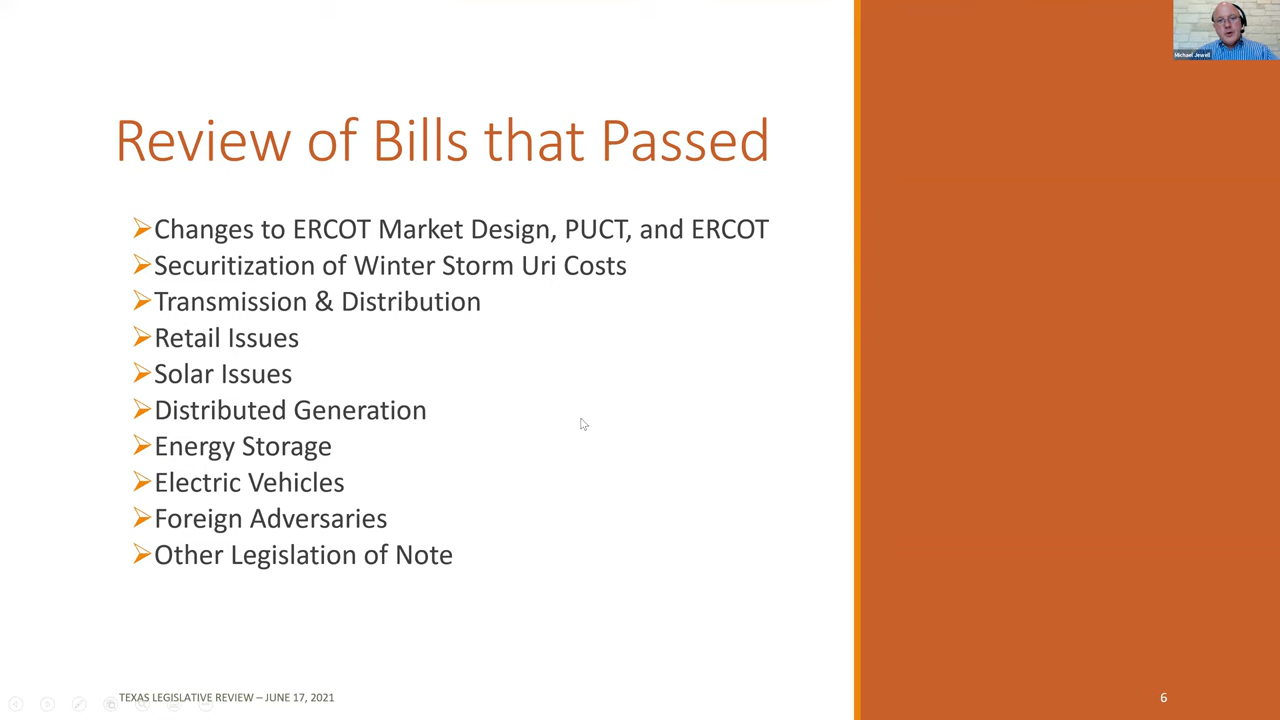 Michael Jewell
Review of Bills that Passed
Changes to ERCOT Market Design, PUCT, and ERCOT
Securitization of Winter Storm Uri Costs
Transmission & Distribution
Retail Issues
Solar Issues
Distributed Generation
Energy Storage
Electric Vehicles
Foreign Adversaries
Other Legislation of Note
TEXAS LEGISLATIVE REVIEW – JUNE 17, 2021
6